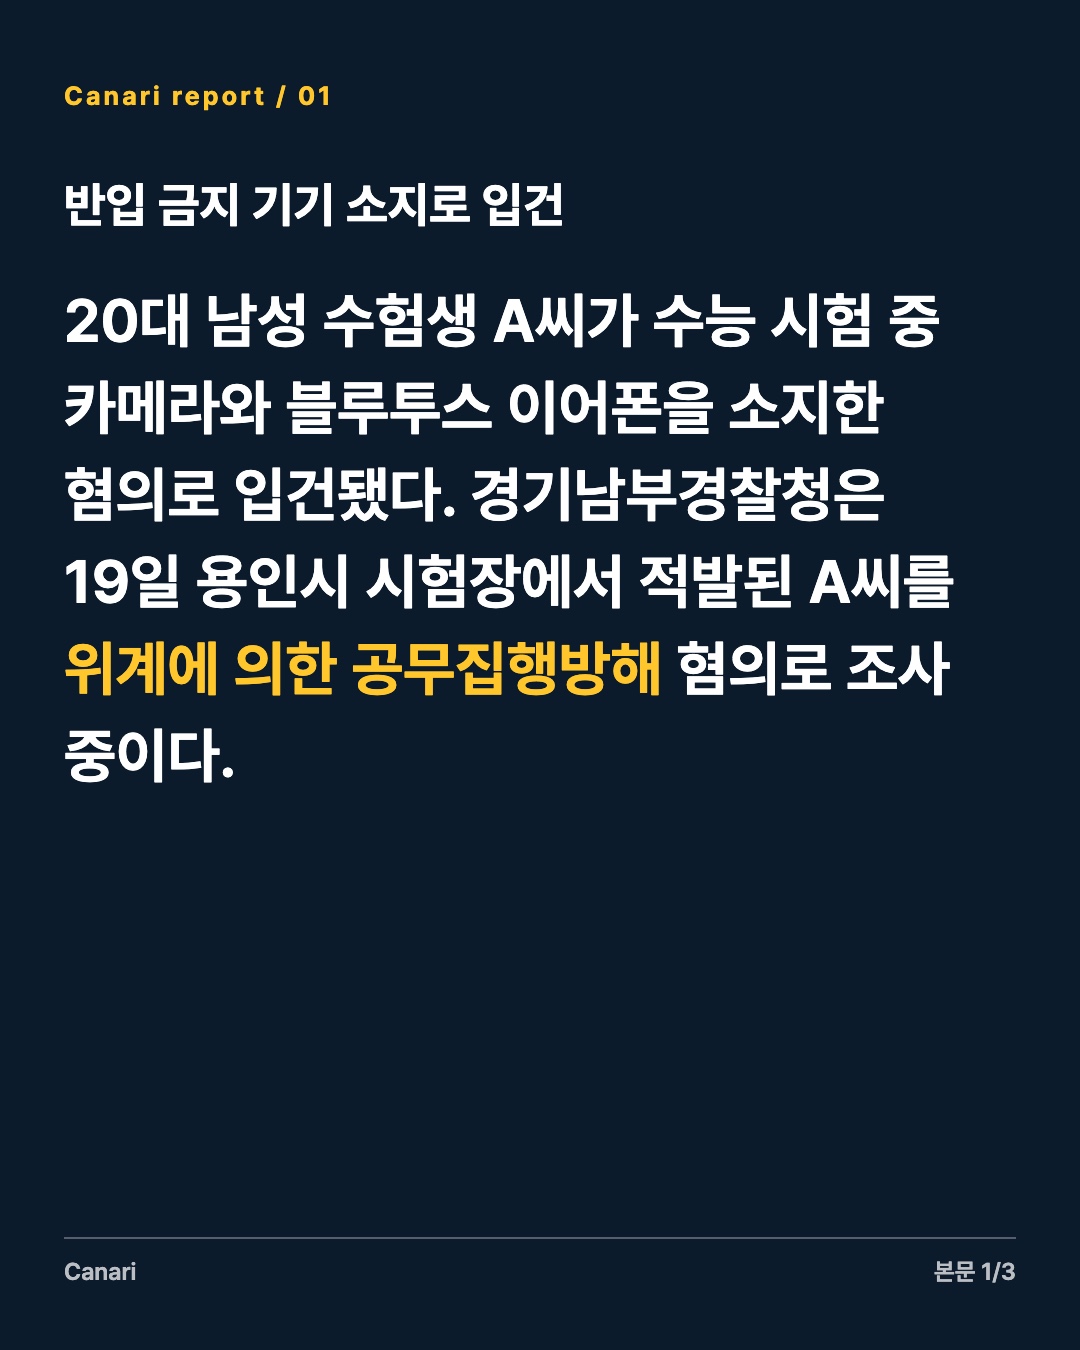 Canari report / 01
반입 금지 기기 소지로 입건
20대 남성 수험생 A씨가 수능 시험 중
카메라와 블루투스 이어폰을 소지한
혐의로 입건됐다. 경기남부경찰청은
19일 용인시 시험장에서 적발된 A씨를
위계에 의한 공무집행방해 혐의로 조사
중이다.
Canari
본문 1/3